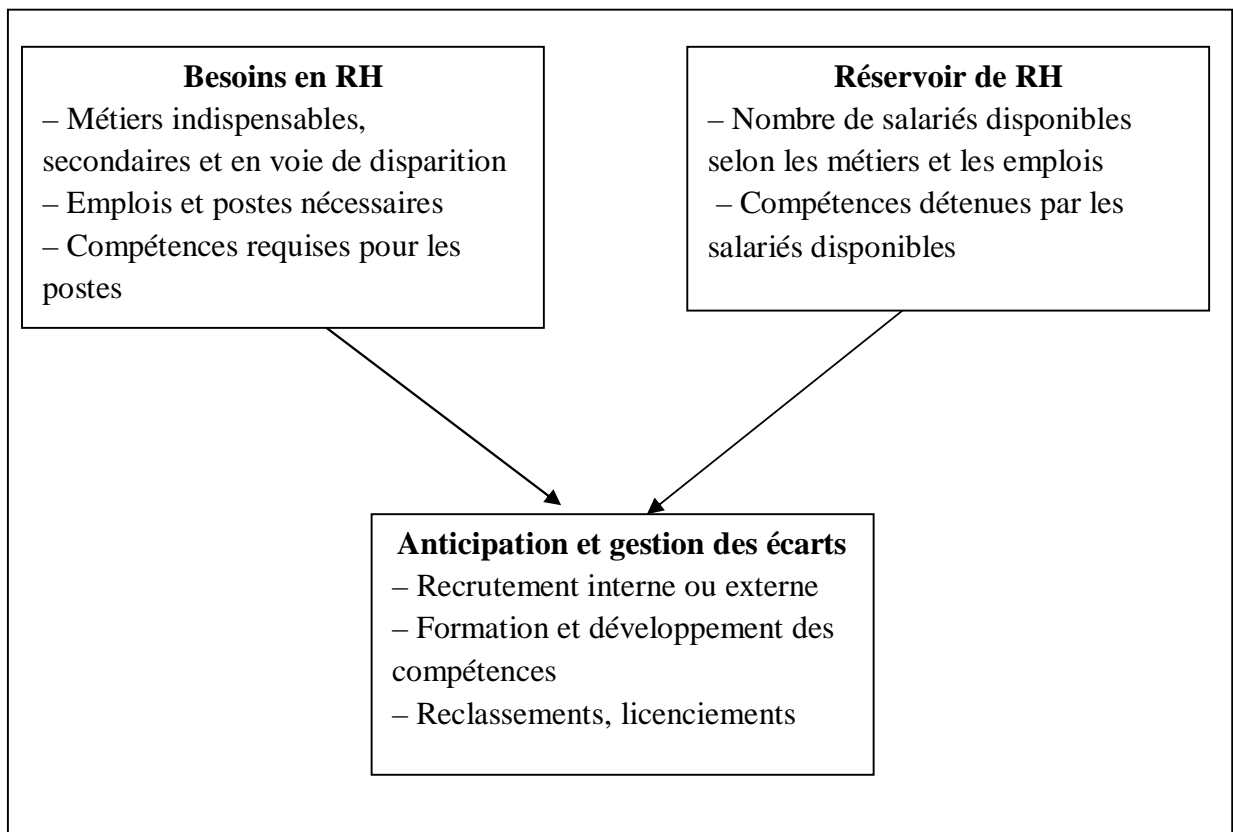 Besoins en RH
– Métiers indispensables,
secondaires et en voie de disparition
– Emplois et postes nécessaires
– Compétences requises pour les
postes
Réservoir de RH
– Nombre de salariés disponibles
selon les métiers et les emplois
– Compétences détenues par les
salariés disponibles
Anticipation et gestion des écarts
– Recrutement interne ou externe
– Formation et développement des
compétences
– Reclassements, licenciements